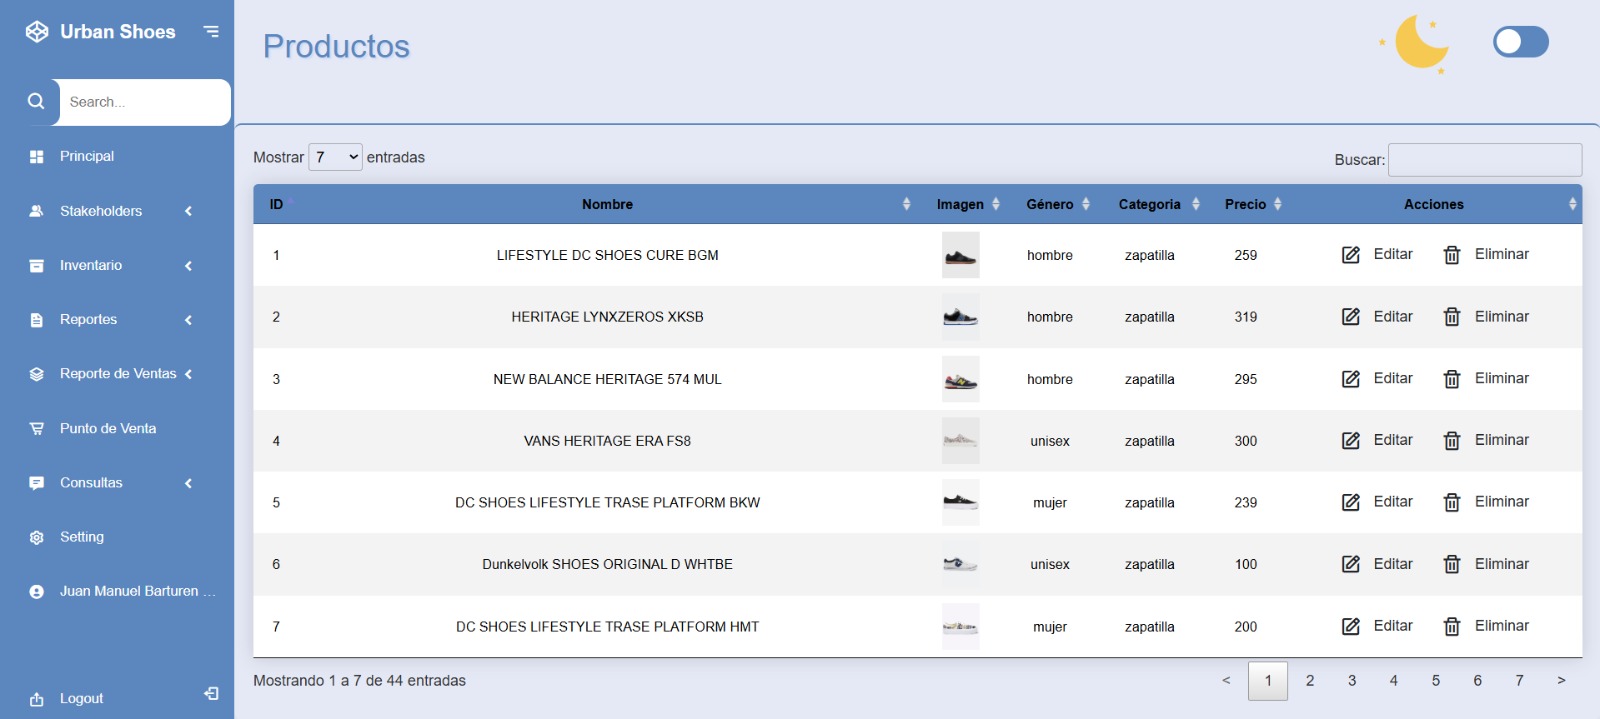 Urban Shoes
Search...
Principal
Stakeholders
Inventario
Reportes
Reporte de Ventas
Punto de Venta
Consultas
Setting
Juan Manuel Barturen ...
Logout
Productos
Mostrar 7 entradas
Buscar:
ID Nombre Imagen Género Categoria Precio Acciones
1 LIFESTYLE DC SHOES CURE BGM hombre zapatilla 259 Editar Eliminar
2 HERITAGE LYNXZEROS XKSB hombre zapatilla 319 Editar Eliminar
3 NEW BALANCE HERITAGE 574 MUL hombre zapatilla 295 Editar Eliminar
4 VANS HERITAGE ERA FS8 unisex zapatilla 300 Editar Eliminar
5 DC SHOES LIFESTYLE TRASE PLATFORM BKW mujer zapatilla 239 Editar Eliminar
6 Dunkelvolk SHOES ORIGINAL D WHTBE unisex zapatilla 100 Editar Eliminar
7 DC SHOES LIFESTYLE TRASE PLATFORM HMT mujer zapatilla 200 Editar Eliminar
Mostrando 1 a 7 de 44 entradas
< 1 2 3 4 5 6 7 >